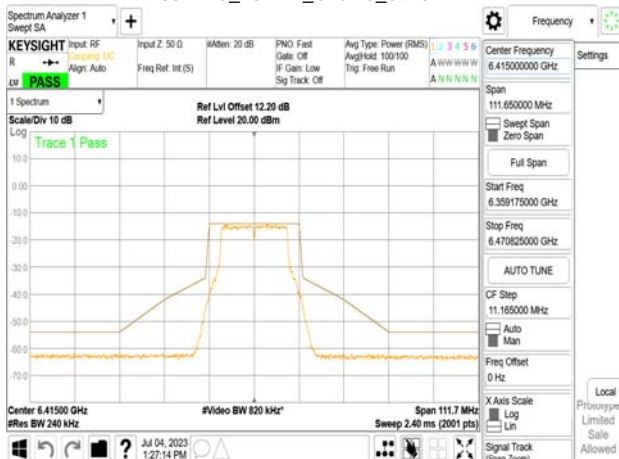 Spectrum Analyzer 1
Swept SA
+
Frequency
KEYSIGHT
R
LXI
PASS
Input: RF
Coupling: DC
Align: Auto
Input Z: 50 Ω
Freq Ref: Int (S)
#Atten: 20 dB
PNO: Fast
Gate: Off
IF Gain: Low
Sig Track: Off
Avg Type: Power (RMS)
Avg|Hold: 100/100
Trig: Free Run
1 2 3 4 5 6
A W W W W W
A N N N N N
1 Spectrum
Scale/Div 10 dB
Ref Lvl Offset 12.20 dB
Ref Level 20.00 dBm
Log
Trace 1 Pass
10.0
0.00
-10.0
-20.0
-30.0
-40.0
-50.0
-60.0
-70.0
Center 6.41500 GHz
#Res BW 240 kHz
#Video BW 820 kHz*
Span 111.7 MHz
Sweep 2.40 ms (2001 pts)
Jul 04, 2023
1:27:14 PM
Center Frequency
6.415000000 GHz
Settings
Span
111.650000 MHz
Swept Span
Zero Span
Full Span
Start Freq
6.359175000 GHz
Stop Freq
6.470825000 GHz
AUTO TUNE
CF Step
11.165000 MHz
Auto
Man
Freq Offset
0 Hz
X Axis Scale
Log
Lin
Signal Track
(Span Zoom)
Local
Prototype
Limited
Sale
Allowed